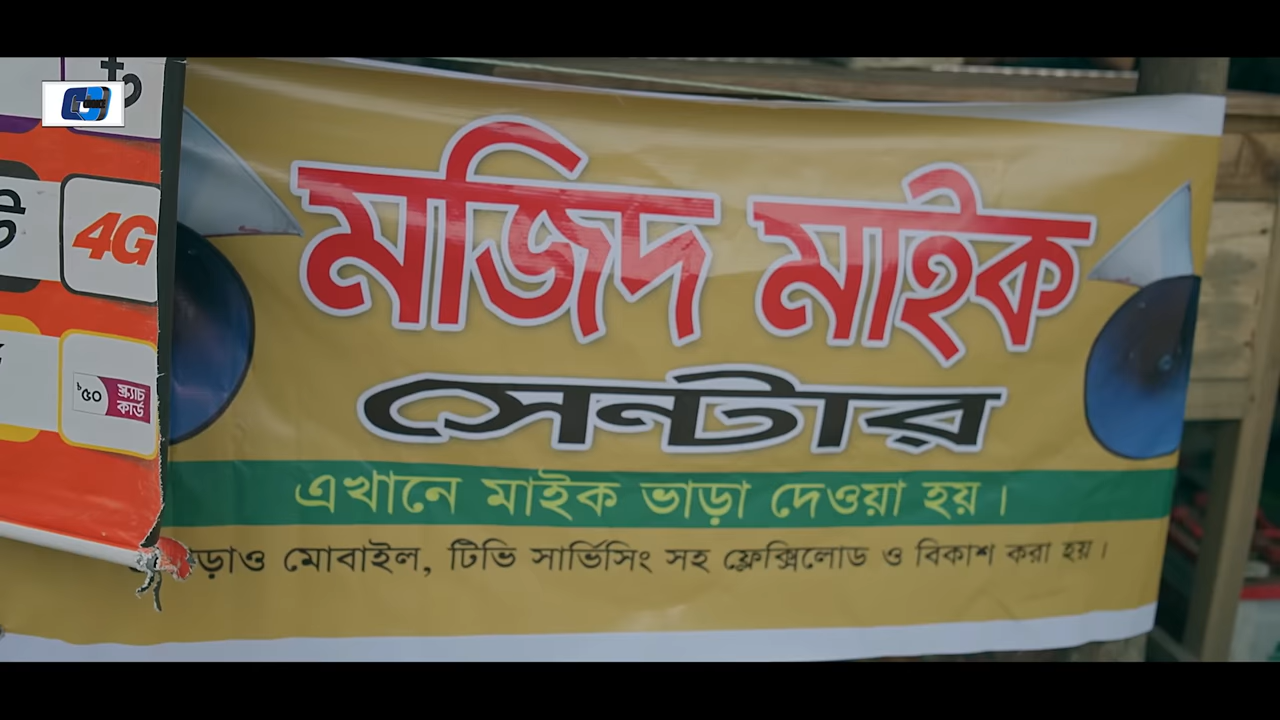 ৳
4G
৳৫০ স্ক্র্যাচ
কার্ড
মজিদ মাইক
সেন্টার
এখানে মাইক ভাড়া দেওয়া হয়।
মোবাইল, টিভি সার্ভিসিং সহ ফ্লেক্সিলোড ও বিকাশ করা হয়।